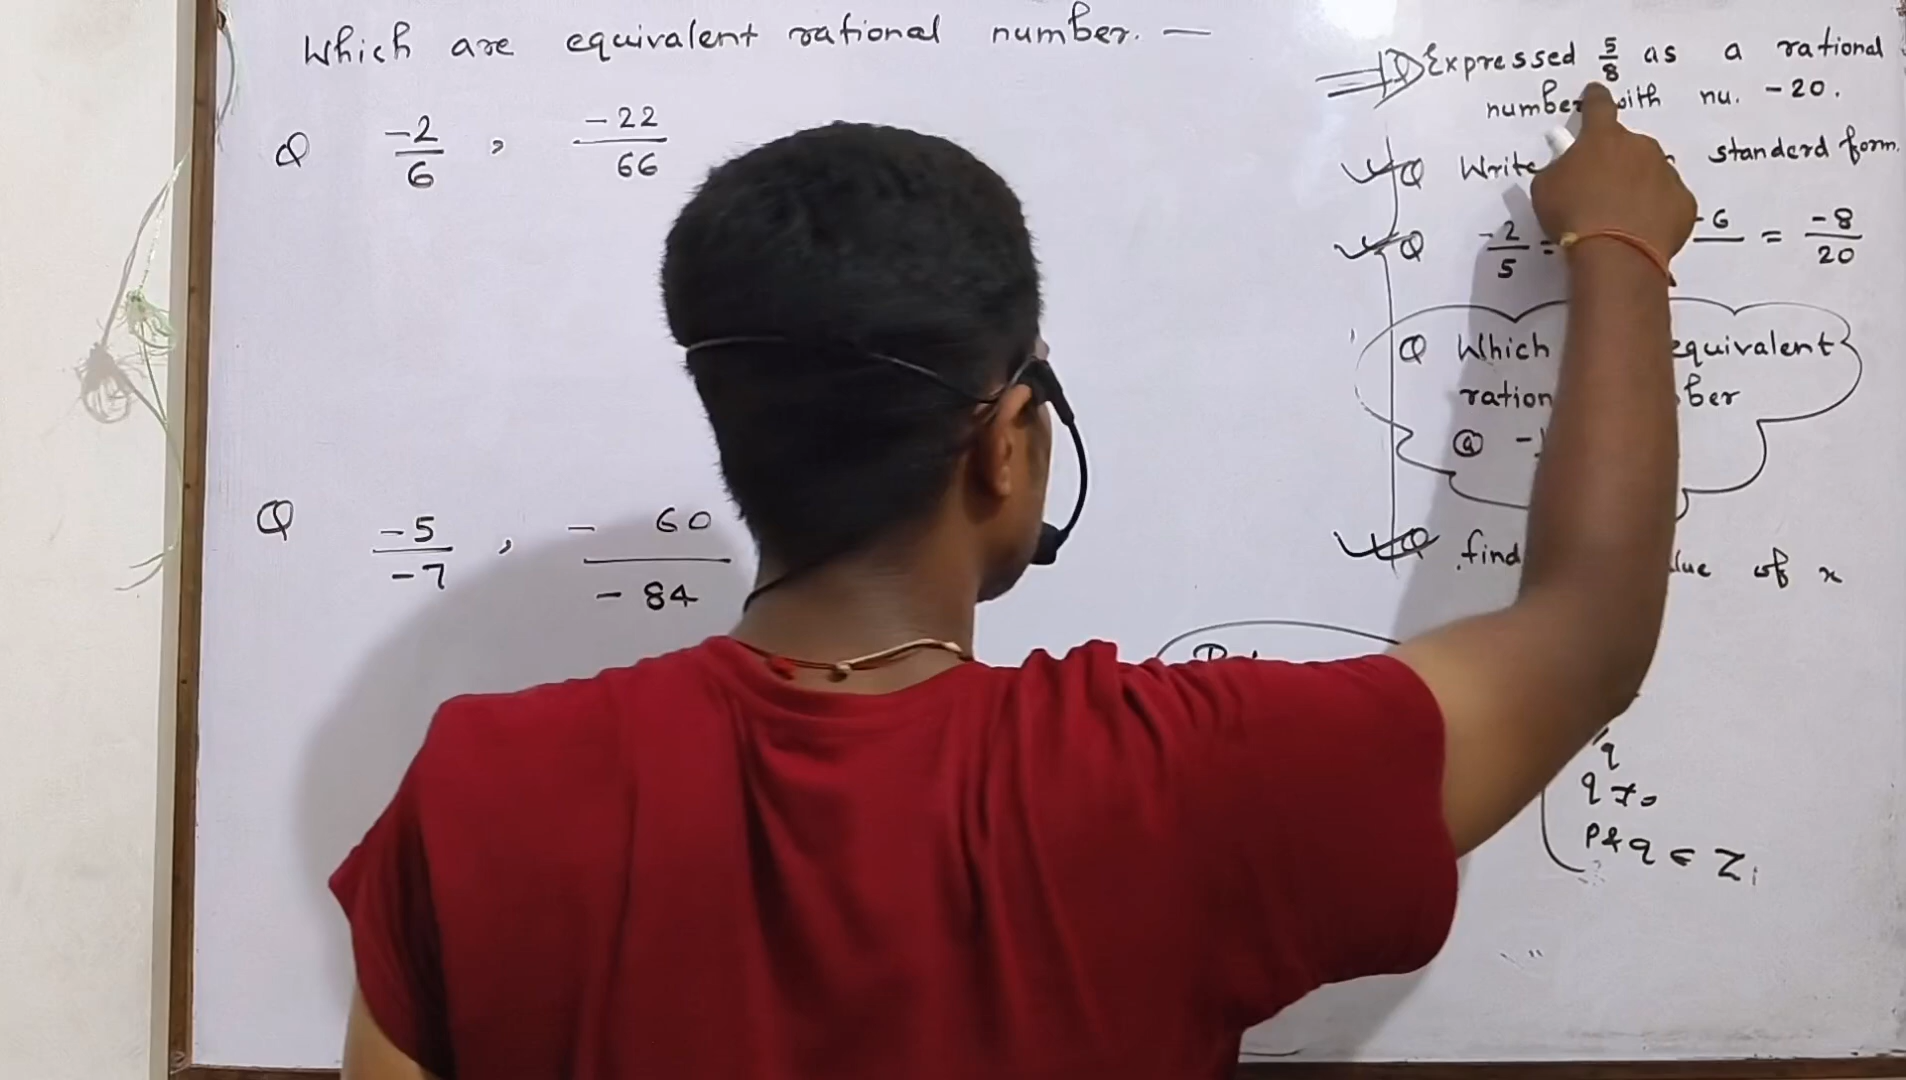 Which are equivalent rational number. —
Q -2/6 , -22/66
Q -5/-7 , - 60/- 84
Q Expressed 5/8 as a rational
number with nu. -20.
Q Write standerd form.
Q -2/5 = -6 = -8/20
Q Which equivalent
ration ber
ⓐ
Q find of x
q
q ≠ 0
P & q ∈ Z